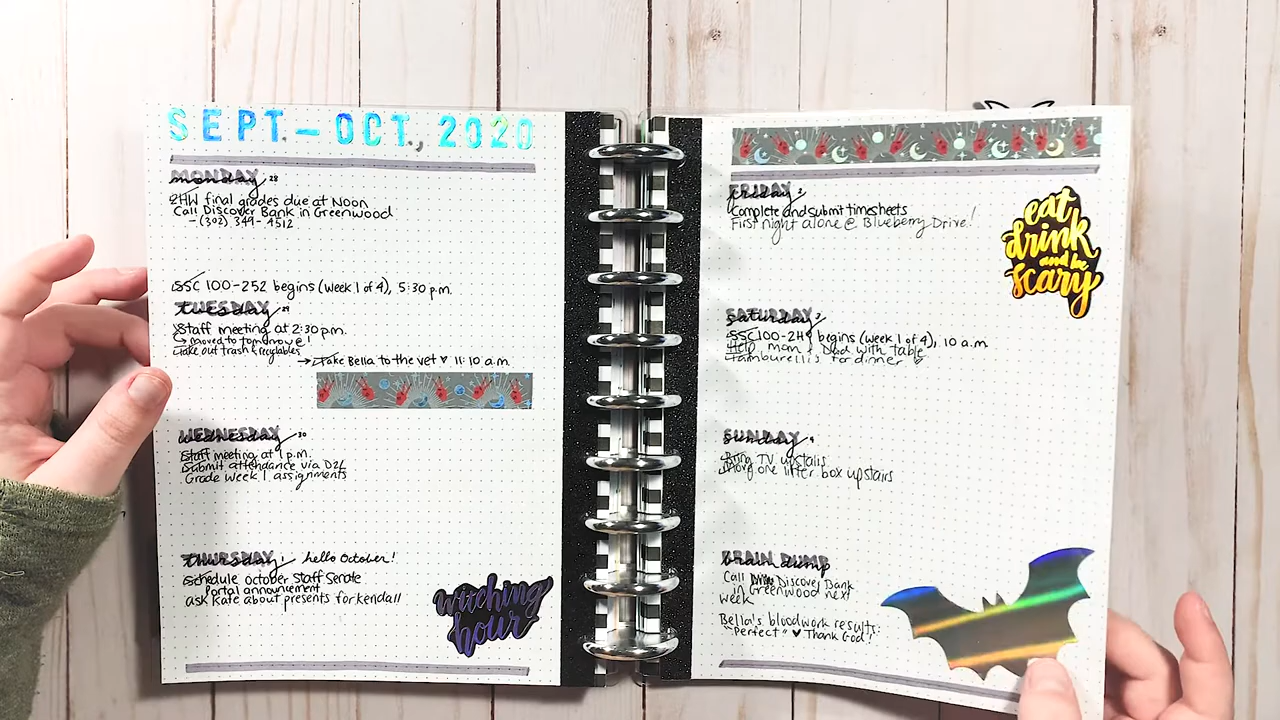 SEPT-OCT, 2020
MONDAY 28
2HW final grades due at Noon
Call Discover Bank in Greenwood
(302) 349-4512
SSC 100-252 begins (week 1 of 4), 5:30 p.m.
TUESDAY 29
Staff meeting at 2:30 p.m.
↳ moved to tomorrow!
Take out trash & recyclables
→ Take Bella to the vet ♥ 11:10 a.m.
WEDNESDAY 30
Staff meeting at 1 p.m.
Submit attendance via D2L
Grade week 1 assignments
THURSDAY 1 hello October!
Schedule October Staff Senate
Portal announcement
ask Kate about presents for Kendall
witching
hour
FRIDAY 2
Complete and submit timesheets
First night alone @ Blueberry Drive!
eat
drink
and be
scary
SATURDAY 3
SSC100-2H1 begins (week 1 of 4), 10 a.m.
Help mom & Dad with table
Tamburelli's for dinner
SUNDAY 4
Bring TV upstairs
Move one litter box upstairs
BRAIN DUMP
Call Discover Bank
in Greenwood next
week
Bella's bloodwork results:
"Perfect" ♥ Thank God!